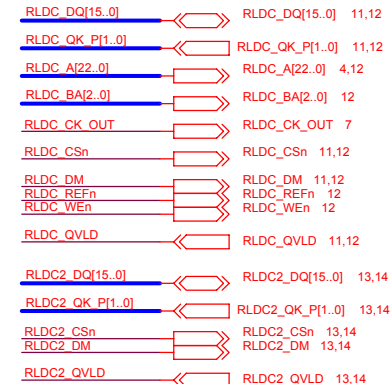 RLDC_DQ[15..0] RLDC_DQ[15..0] 11,12
RLDC_QK_P[1..0] RLDC_QK_P[1..0] 11,12
RLDC_A[22..0] RLDC_A[22..0] 4,12
RLDC_BA[2..0] RLDC_BA[2..0] 12
RLDC_CK_OUT RLDC_CK_OUT 7
RLDC_CSn RLDC_CSn 11,12
RLDC_DM RLDC_DM 11,12
RLDC_REFn RLDC_REFn 12
RLDC_WEn RLDC_WEn 12
RLDC_QVLD RLDC_QVLD 11,12
RLDC2_DQ[15..0] RLDC2_DQ[15..0] 13,14
RLDC2_QK_P[1..0] RLDC2_QK_P[1..0] 13,14
RLDC2_CSn RLDC2_CSn 13,14
RLDC2_DM RLDC2_DM 13,14
RLDC2_QVLD RLDC2_QVLD 13,14